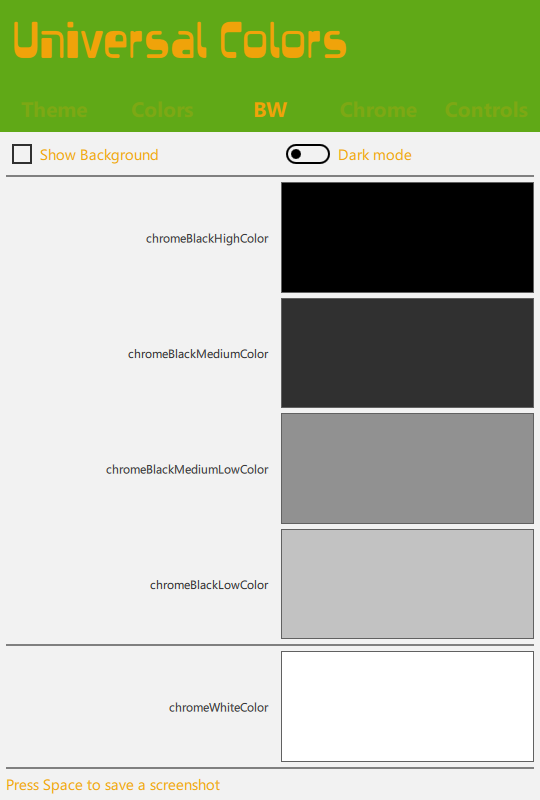 Universal Colors
Theme Colors BW Chrome Controls
Show Background Dark mode
chromeBlackHighColor
chromeBlackMediumColor
chromeBlackMediumLowColor
chromeBlackLowColor
chromeWhiteColor
Press Space to save a screenshot